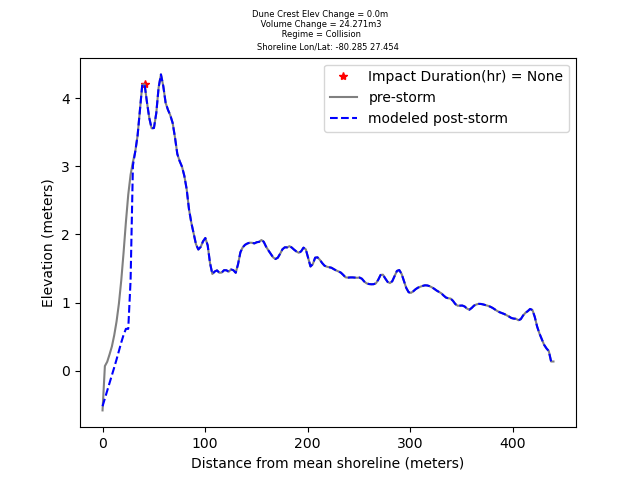 Dune Crest Elev Change = 0.0m
Volume Change = 24.271m3
Regime = Collision
Shoreline Lon/Lat: -80.285 27.454
Impact Duration(hr) = None
pre-storm
modeled post-storm
4
3
2
1
0
Elevation (meters)
0 100 200 300 400
Distance from mean shoreline (meters)